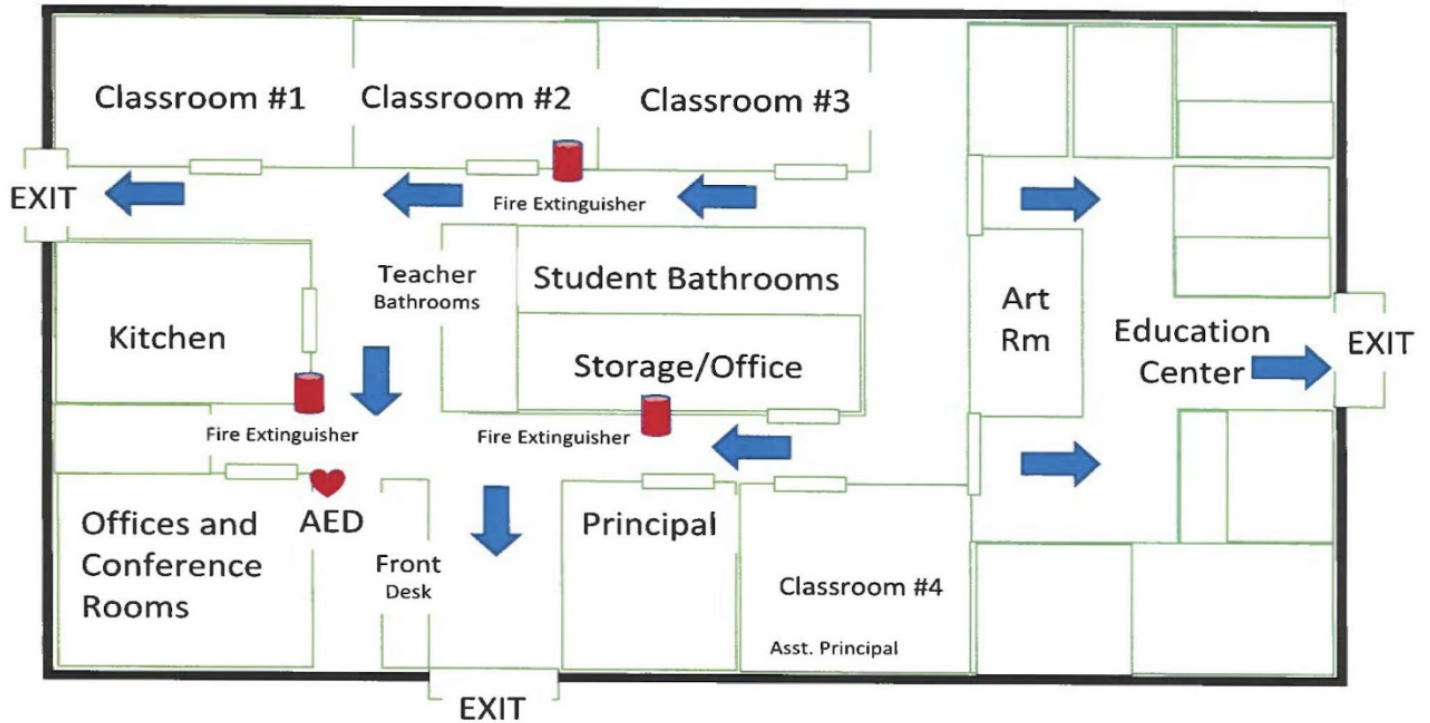 Classroom #1
Classroom #2
Classroom #3
EXIT
Fire Extinguisher
Teacher
Bathrooms
Student Bathrooms
Kitchen
Storage/Office
Art
Rm
Education
Center
EXIT
Fire Extinguisher
Fire Extinguisher
Offices and
Conference
Rooms
AED
Front
Desk
Principal
Classroom #4
Asst. Principal
EXIT